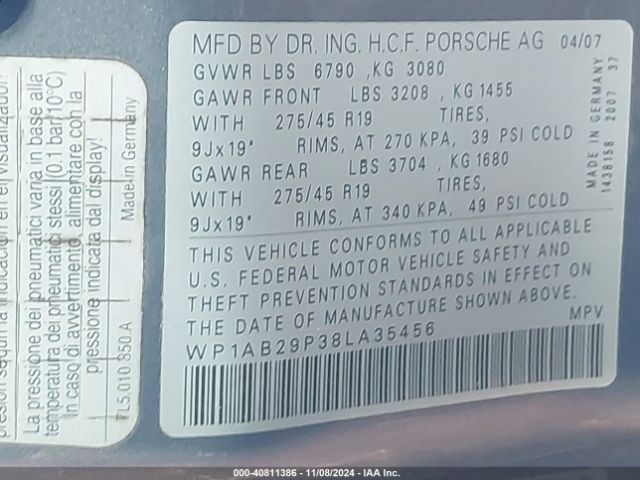 MFD BY DR. ING. H.C.F. PORSCHE AG 04/07
GVWR LBS 6790 ,KG 3080
GAWR FRONT LBS 3208 , KG 1455
WITH 275/45 R19 TIRES,
9Jx19" RIMS, AT 270 KPA, 39 PSI COLD
GAWR REAR LBS 3704 , KG 1680
WITH 275/45 R19 TIRES,
9Jx19" RIMS, AT 340 KPA, 49 PSI COLD
THIS VEHICLE CONFORMS TO ALL APPLICABLE
U.S. FEDERAL MOTOR VEHICLE SAFETY AND
THEFT PREVENTION STANDARDS IN EFFECT ON
THE DATE OF MANUFACTURE SHOWN ABOVE.
WP1AB29P38LA35456 MPV
MADE IN GERMANY
1436158 2007 37
La pressione dei pneumatici varia in base alla
temperatura dei pneumatici stessi (0.1 bar/10°C)
In caso di avvertimento, alimentare con la
pressione indicata dal display!
7L5.010.350.A Made in Germany
000-40811386 - 11/08/2024 - IAA Inc.